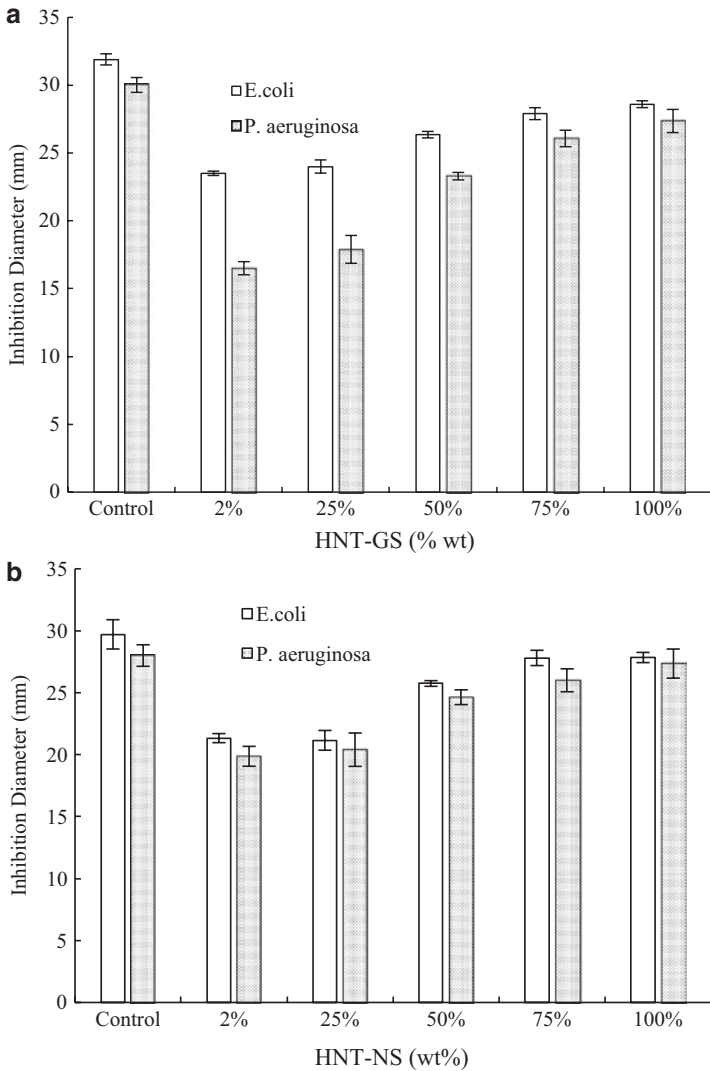 a
35
30
25
20
15
10
5
0
Inhibition Diameter (mm)
E.coli
P. aeruginosa
Control 2% 25% 50% 75% 100%
HNT-GS (% wt)
b
35
30
25
20
15
10
5
0
Inhibition Diameter (mm)
E.coli
P. aeruginosa
Control 2% 25% 50% 75% 100%
HNT-NS (wt%)